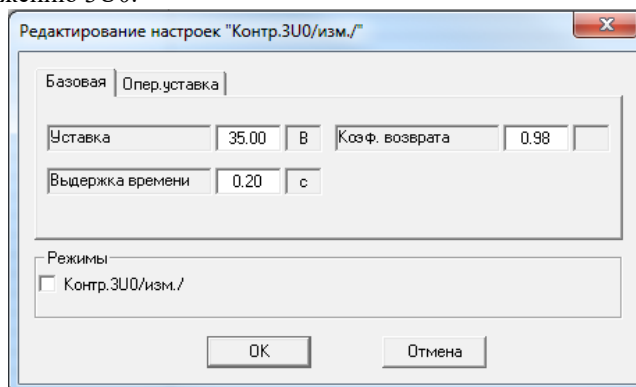 Редактирование настроек "Контр.3U0/изм./"
Базовая Опер.уставка
Уставка 35.00 В Коэф. возврата 0.98
Выдержка времени 0.20 с
Режимы
Контр.3U0/изм./
OK Отмена